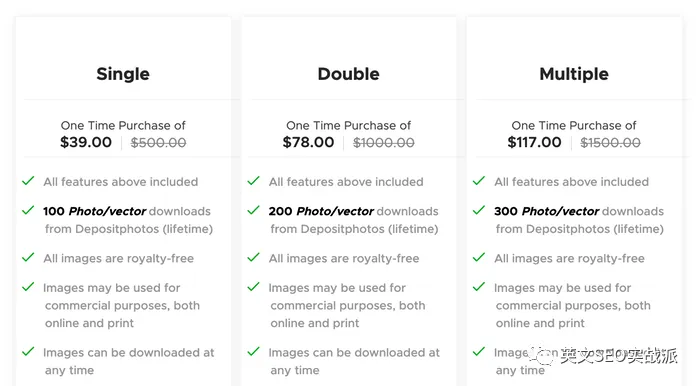 Single
One Time Purchase of
$39.00 $500.00
All features above included
100 Photo/vector downloads
from Depositphotos (lifetime)
All images are royalty-free
Images may be used for
commercial purposes, both
online and print
Images can be downloaded at
any time
Double
One Time Purchase of
$78.00 $1000.00
All features above included
200 Photo/vector downloads
from Depositphotos (lifetime)
All images are royalty-free
Images may be used for
commercial purposes, both
online and print
Images can be downloaded at
any time
Multiple
One Time Purchase of
$117.00 $1500.00
All features above included
300 Photo/vector downloads
from Depositphotos (lifetime)
All images are royalty-free
Images may be used for
commercial purposes, both
online and print
Images can be downloaded at
any time
英文SEO实战派